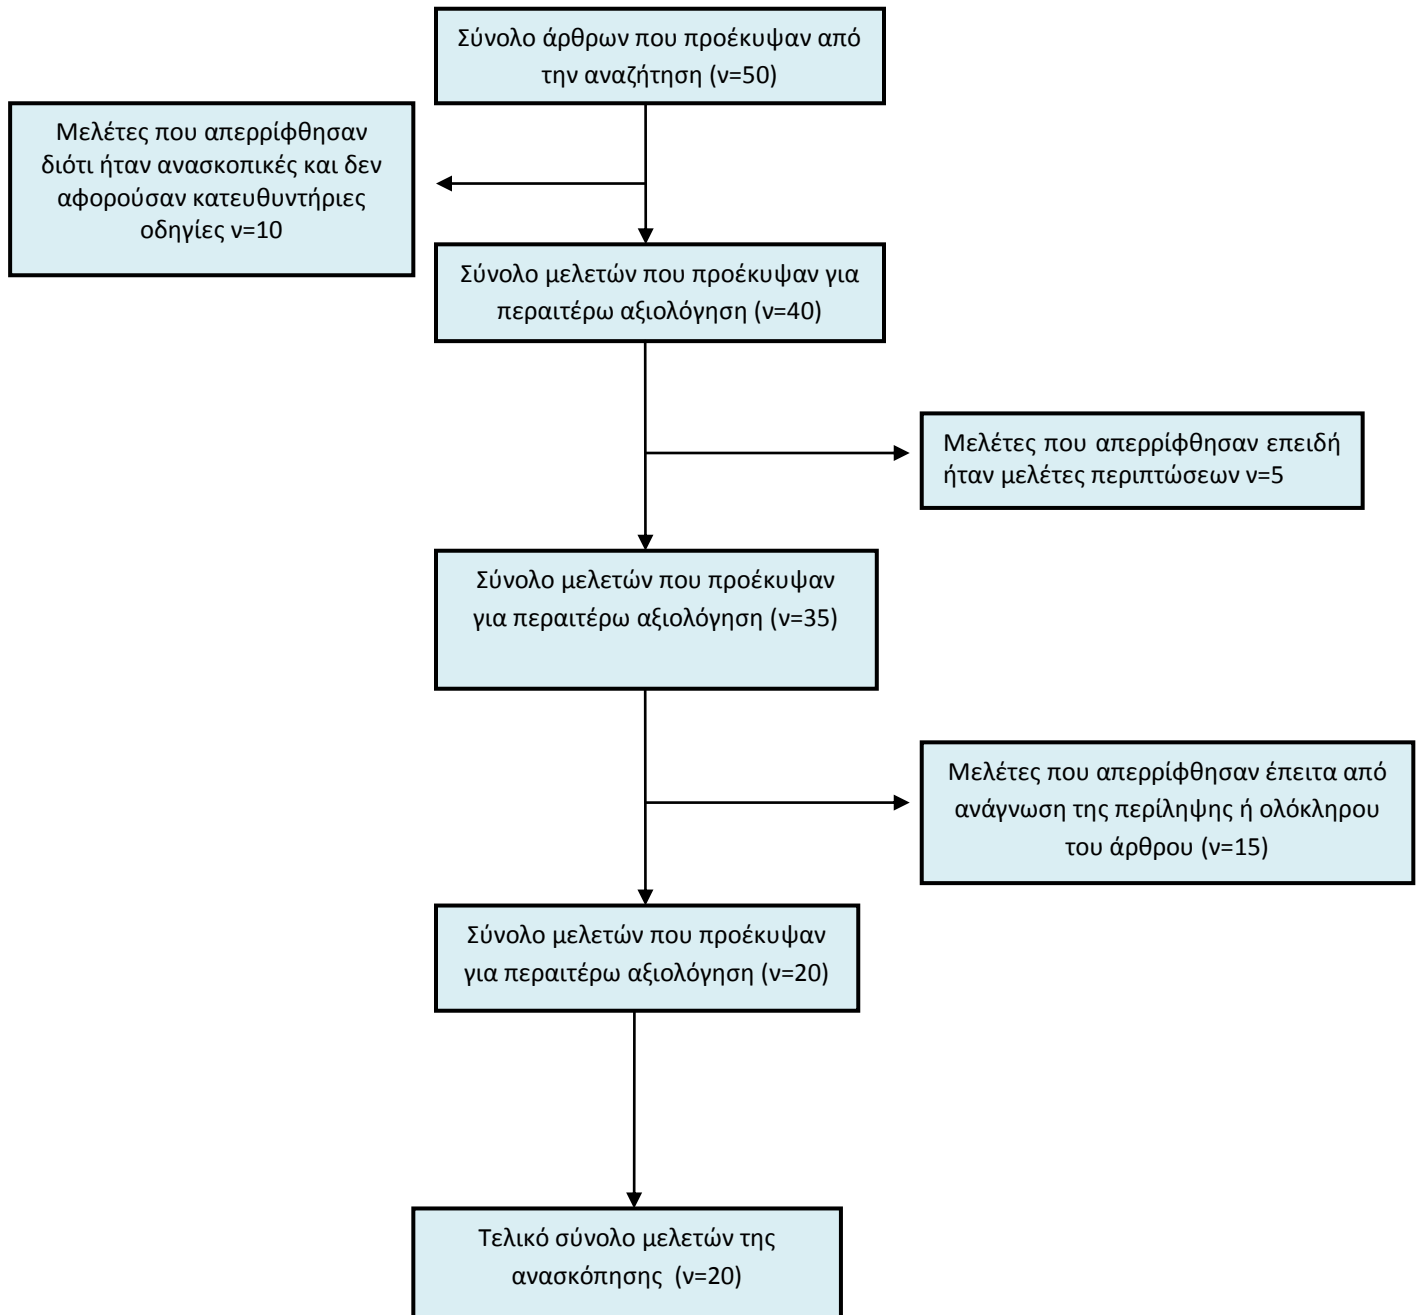 Σύνολο άρθρων που προέκυψαν από
την αναζήτηση (ν=50)
Μελέτες που απερρίφθησαν
διότι ήταν ανασκοπικές και δεν
αφορούσαν κατευθυντήριες
οδηγίες ν=10
Σύνολο μελετών που προέκυψαν για
περαιτέρω αξιολόγηση (ν=40)
Μελέτες που απερρίφθησαν επειδή
ήταν μελέτες περιπτώσεων ν=5
Σύνολο μελετών που προέκυψαν
για περαιτέρω αξιολόγηση (ν=35)
Μελέτες που απερρίφθησαν έπειτα από
ανάγνωση της περίληψης ή ολόκληρου
του άρθρου (ν=15)
Σύνολο μελετών που προέκυψαν
για περαιτέρω αξιολόγηση (ν=20)
Τελικό σύνολο μελετών της
ανασκόπησης (ν=20)